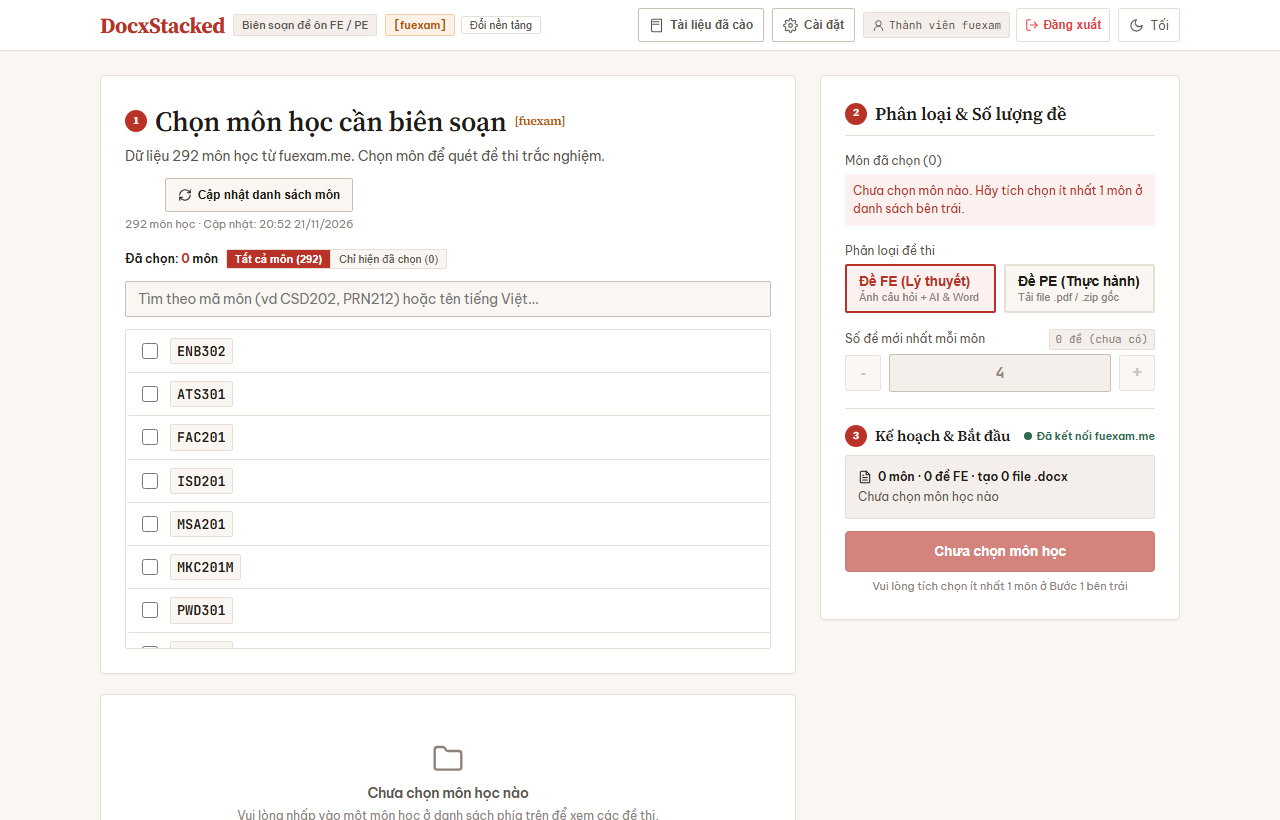 DocxStacked
Biên soạn đề ôn FE / PE
[fuexam]
Đổi nền tảng
Tài liệu đã cào
Cài đặt
Thành viên fuexam
Đăng xuất
Tối
1 Chọn môn học cần biên soạn [fuexam]
Dữ liệu 292 môn học từ fuexam.me. Chọn môn để quét đề thi trắc nghiệm.
Cập nhật danh sách môn
292 môn học · Cập nhật: 20:52 21/11/2026
Đã chọn: 0 môn
Tất cả môn (292)
Chỉ hiện đã chọn (0)
Tìm theo mã môn (vd CSD202, PRN212) hoặc tên tiếng Việt...
ENB302
ATS301
FAC201
ISD201
MSA201
MKC201M
PWD301
Chưa chọn môn học nào
Vui lòng nhấp vào một môn học ở danh sách phía trên để xem các đề thi.
2 Phân loại & Số lượng đề
Môn đã chọn (0)
Chưa chọn môn nào. Hãy tích chọn ít nhất 1 môn ở
danh sách bên trái.
Phân loại đề thi
Đề FE (Lý thuyết)
Ảnh câu hỏi + AI & Word
Đề PE (Thực hành)
Tải file .pdf / .zip gốc
Số đề mới nhất mỗi môn
0 đề (chưa có)
-
4
+
3 Kế hoạch & Bắt đầu
Đã kết nối fuexam.me
0 môn · 0 đề FE · tạo 0 file .docx
Chưa chọn môn học nào
Chưa chọn môn học
Vui lòng tích chọn ít nhất 1 môn ở Bước 1 bên trái